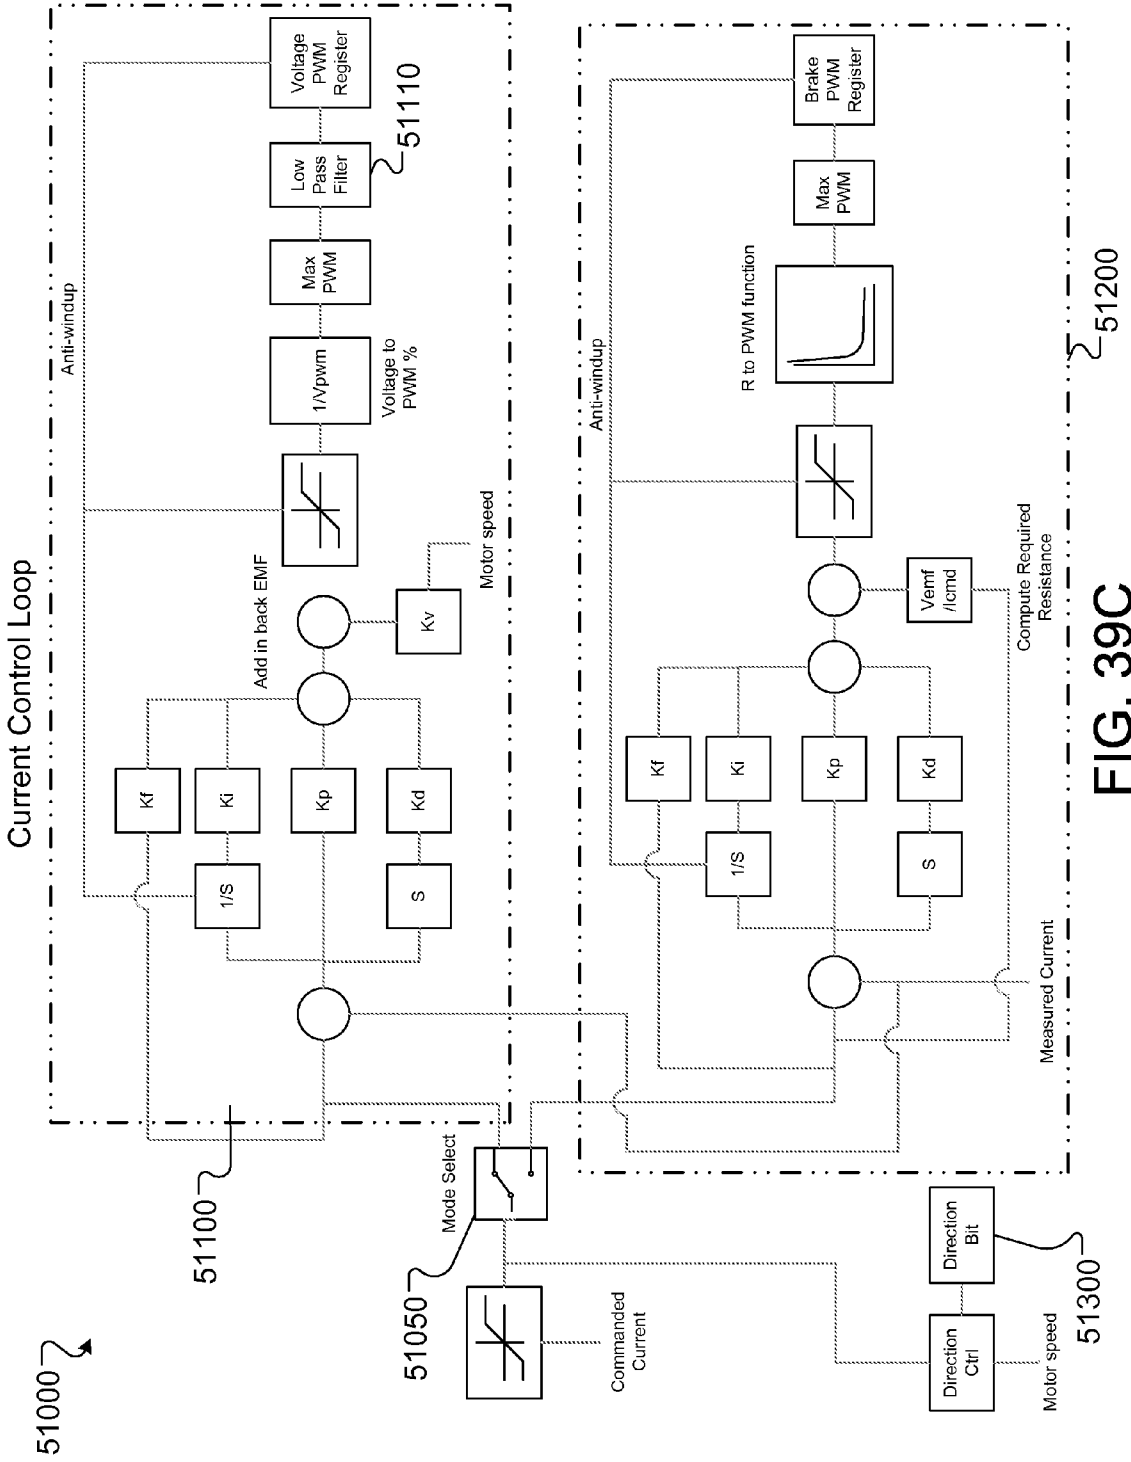 Current Control Loop
51000
51100
Anti-windup
Kf
1/S
Ki
Kp
S
Kd
Add in back EMF
Kv
Motor speed
1/Vpwm
Voltage to
PWM %
Max
PWM
Low
Pass
Filter
51110
Voltage
PWM
Register
Commanded
Current
51050
Mode Select
Anti-windup
Kf
1/S
Ki
Kp
S
Kd
Measured Current
Vemf
/Icmd
Compute Required
Resistance
R to PWM function
Max
PWM
Brake
PWM
Register
51200
Direction
Ctrl
Motor speed
Direction
Bit
51300
FIG. 39C